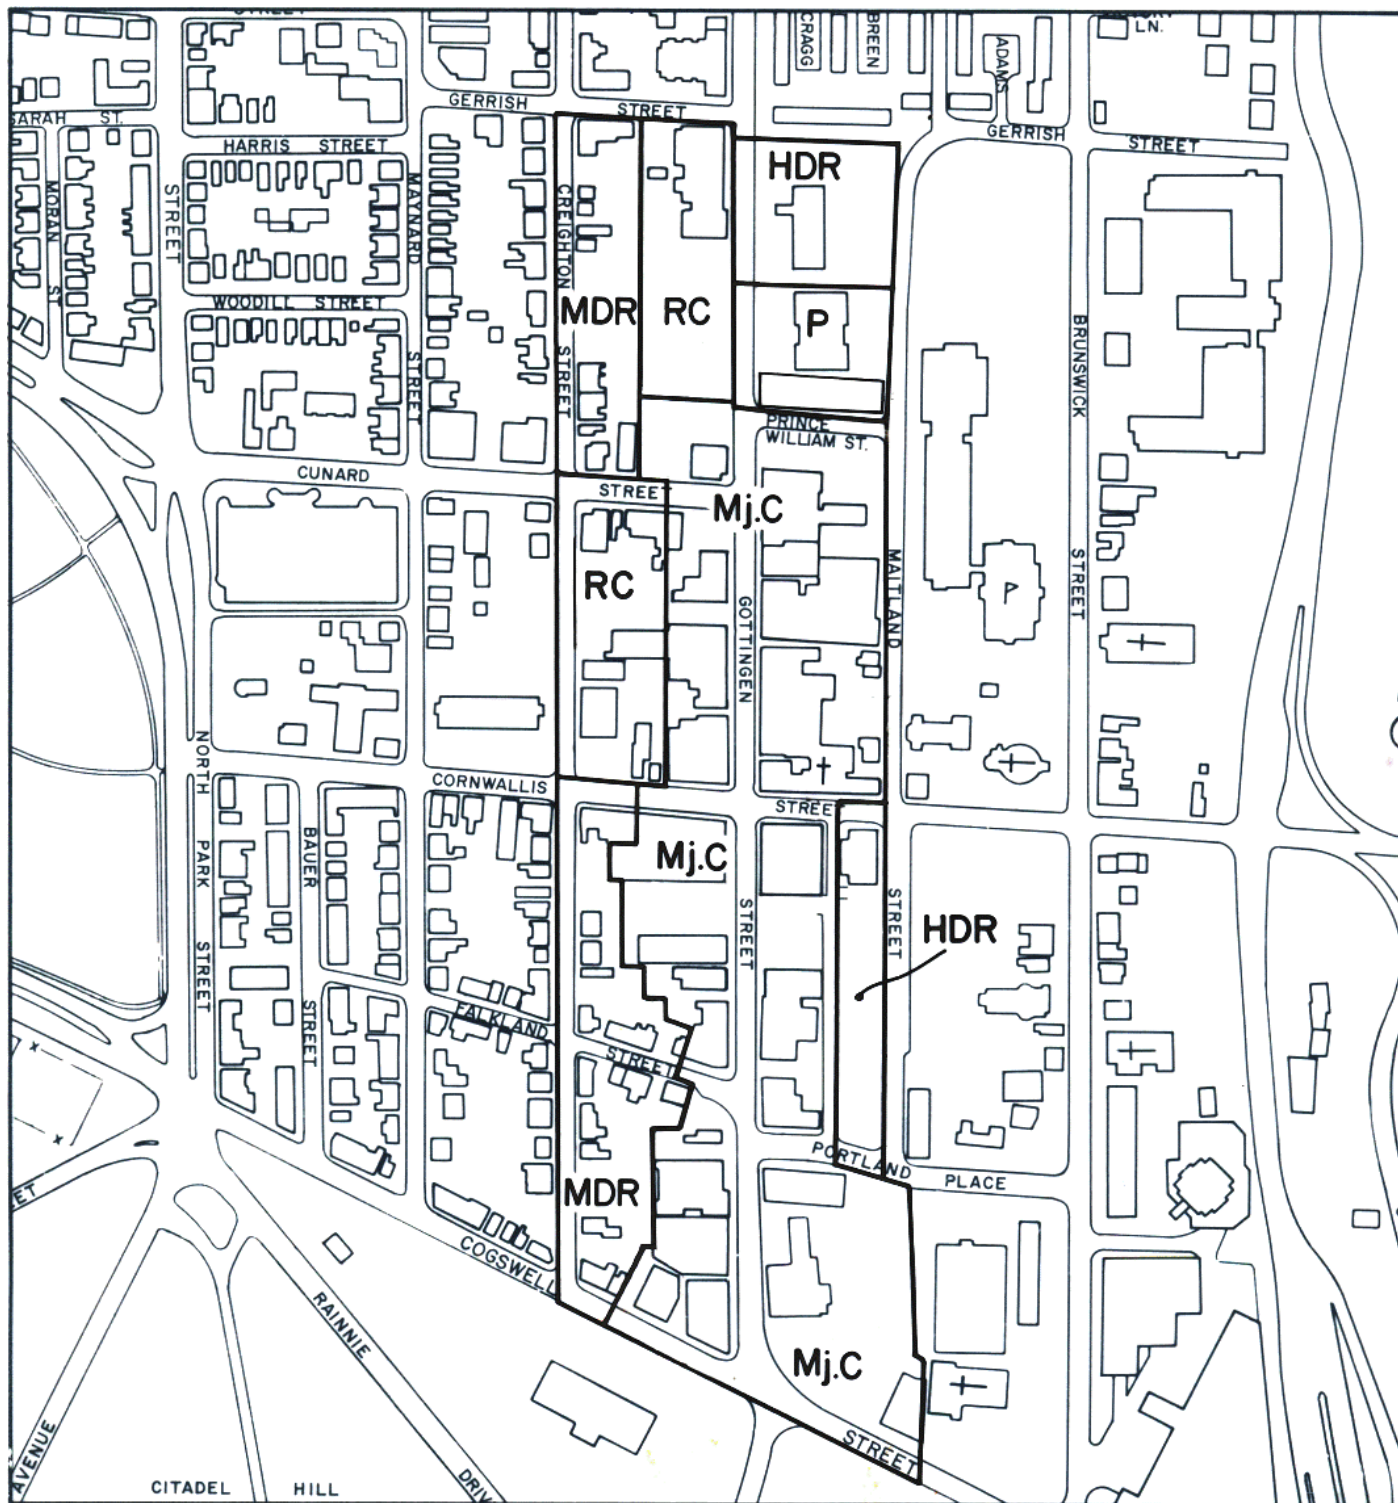 STREET
CRAGG
BREEN
ADAMS
LN.
GERRISH STREET
GERRISH STREET
SARAH ST.
HARRIS STREET
MORAN ST.
STREET
MAYNARD STREET
CREIGHTON STREET
WOODILL STREET
HDR
MDR
RC
P
BRUNSWICK STREET
PRINCE
WILLIAM ST.
CUNARD STREET
Mj.C
RC
MAITLAND STREET
GOTTINGEN STREET
NORTH PARK STREET
CORNWALLIS STREET
BAUER STREET
Mj.C
HDR
FALKLAND STREET
PORTLAND PLACE
MDR
COGSWELL STREET
RAINNIE DRIV
Mj.C
ET
AVENUE
CITADEL HILL